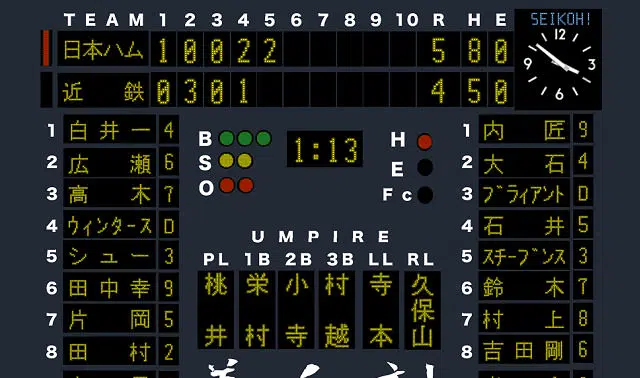 TEAM 1 2 3 4 5 6 7 8 9 10 R H E
SEIKOH!
日本ハム 1 0 0 2 2 5 8 0
近鉄 0 3 0 1 4 5 0
12 3 6 9
1 白井一 4
2 広瀬 6
3 高木 7
4 ウィンタース D
5 シュー 3
6 田中幸 9
7 片岡 5
8 田村 2
B
S
O
1:13
H
E
Fc
UMPIRE
PL 1B 2B 3B LL RL
桃井 栄村 小寺 村越 寺本 久保山
1 内匠 9
2 大石 4
3 ブライアント D
4 石井 5
5 スチーブンス 3
6 鈴木 7
7 村上 8
8 吉田剛 6